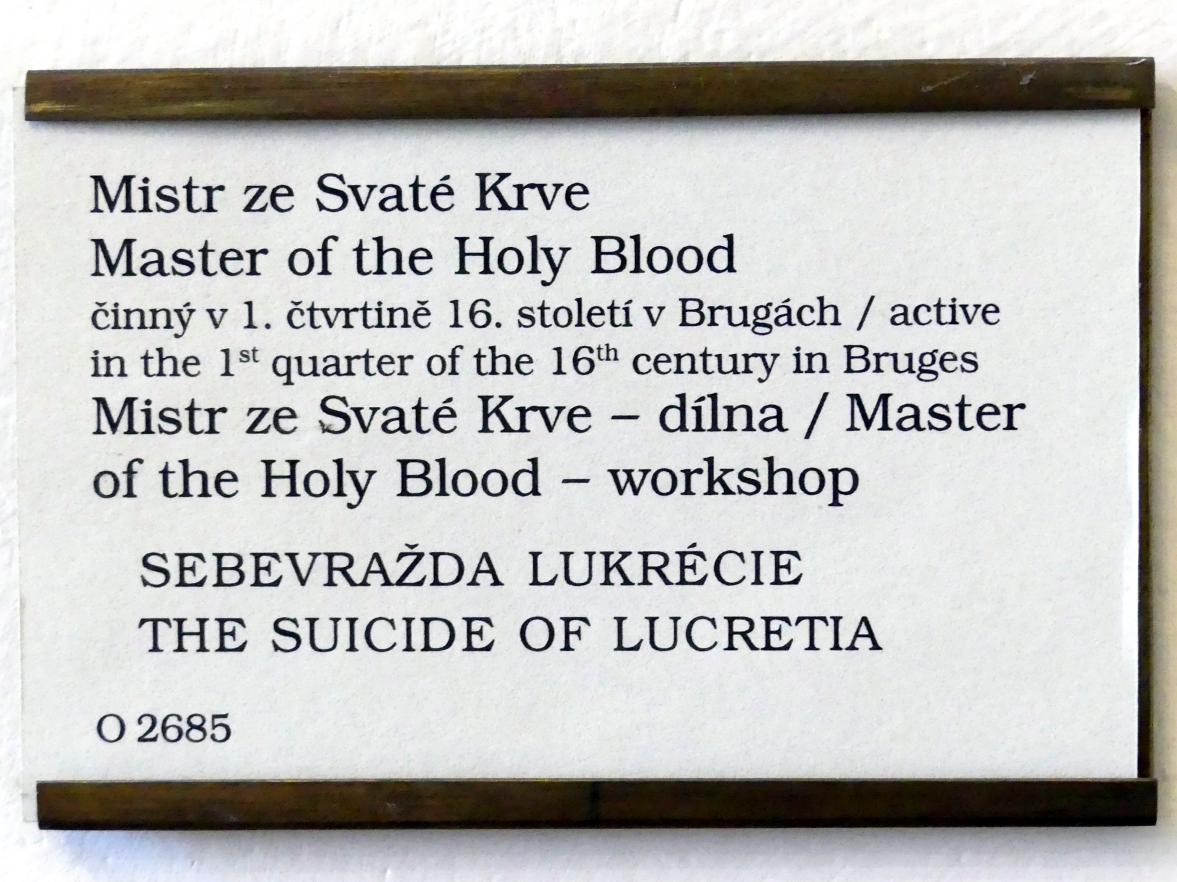 Mistr ze Svaté Krve
Master of the Holy Blood
činný v 1. čtvrtině 16. století v Brugách / active
in the 1st quarter of the 16th century in Bruges
Mistr ze Svaté Krve – dílna / Master
of the Holy Blood – workshop
SEBEVRAŽDA LUKRÉCIE
THE SUICIDE OF LUCRETIA
O 2685